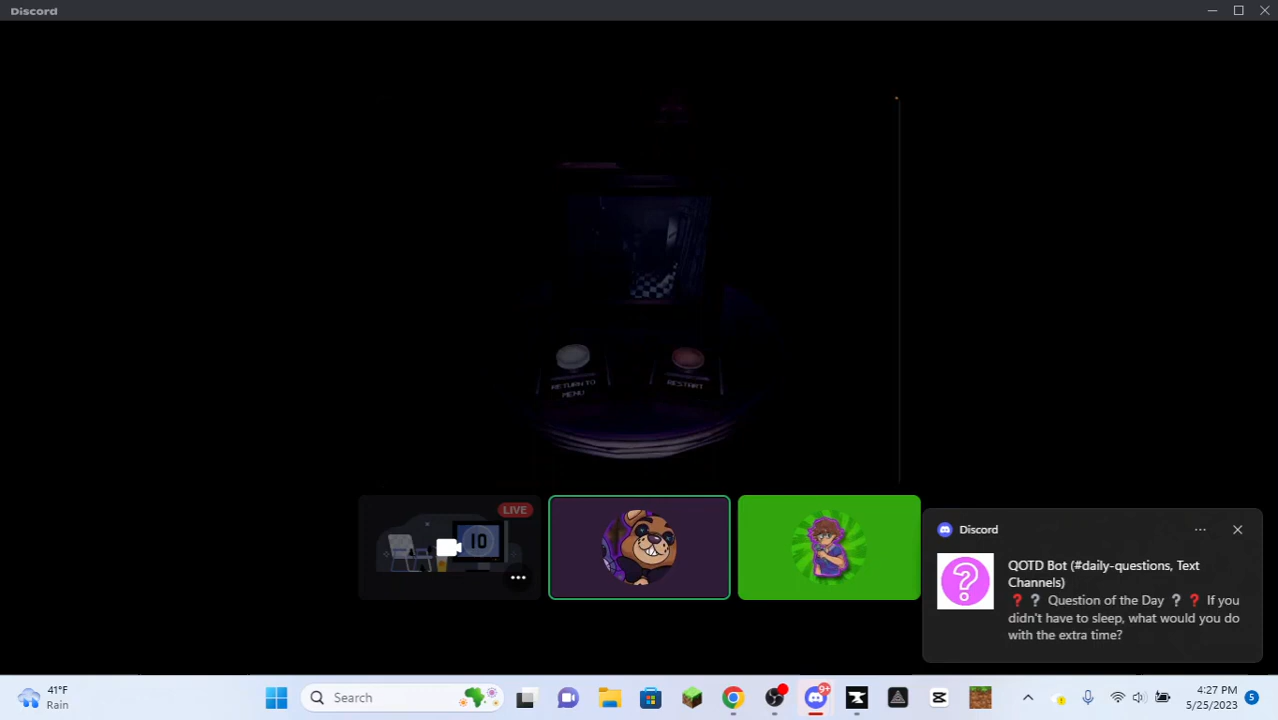 Discord
RETURN TO
MENU
RESTART
LIVE
10
Discord
QOTD Bot (#daily-questions, Text
Channels)
❓❔ Question of the Day ❔❓ If you
didn't have to sleep, what would you do
with the extra time?
41°F
Rain
Search
9+
4:27 PM
5/25/2023
5